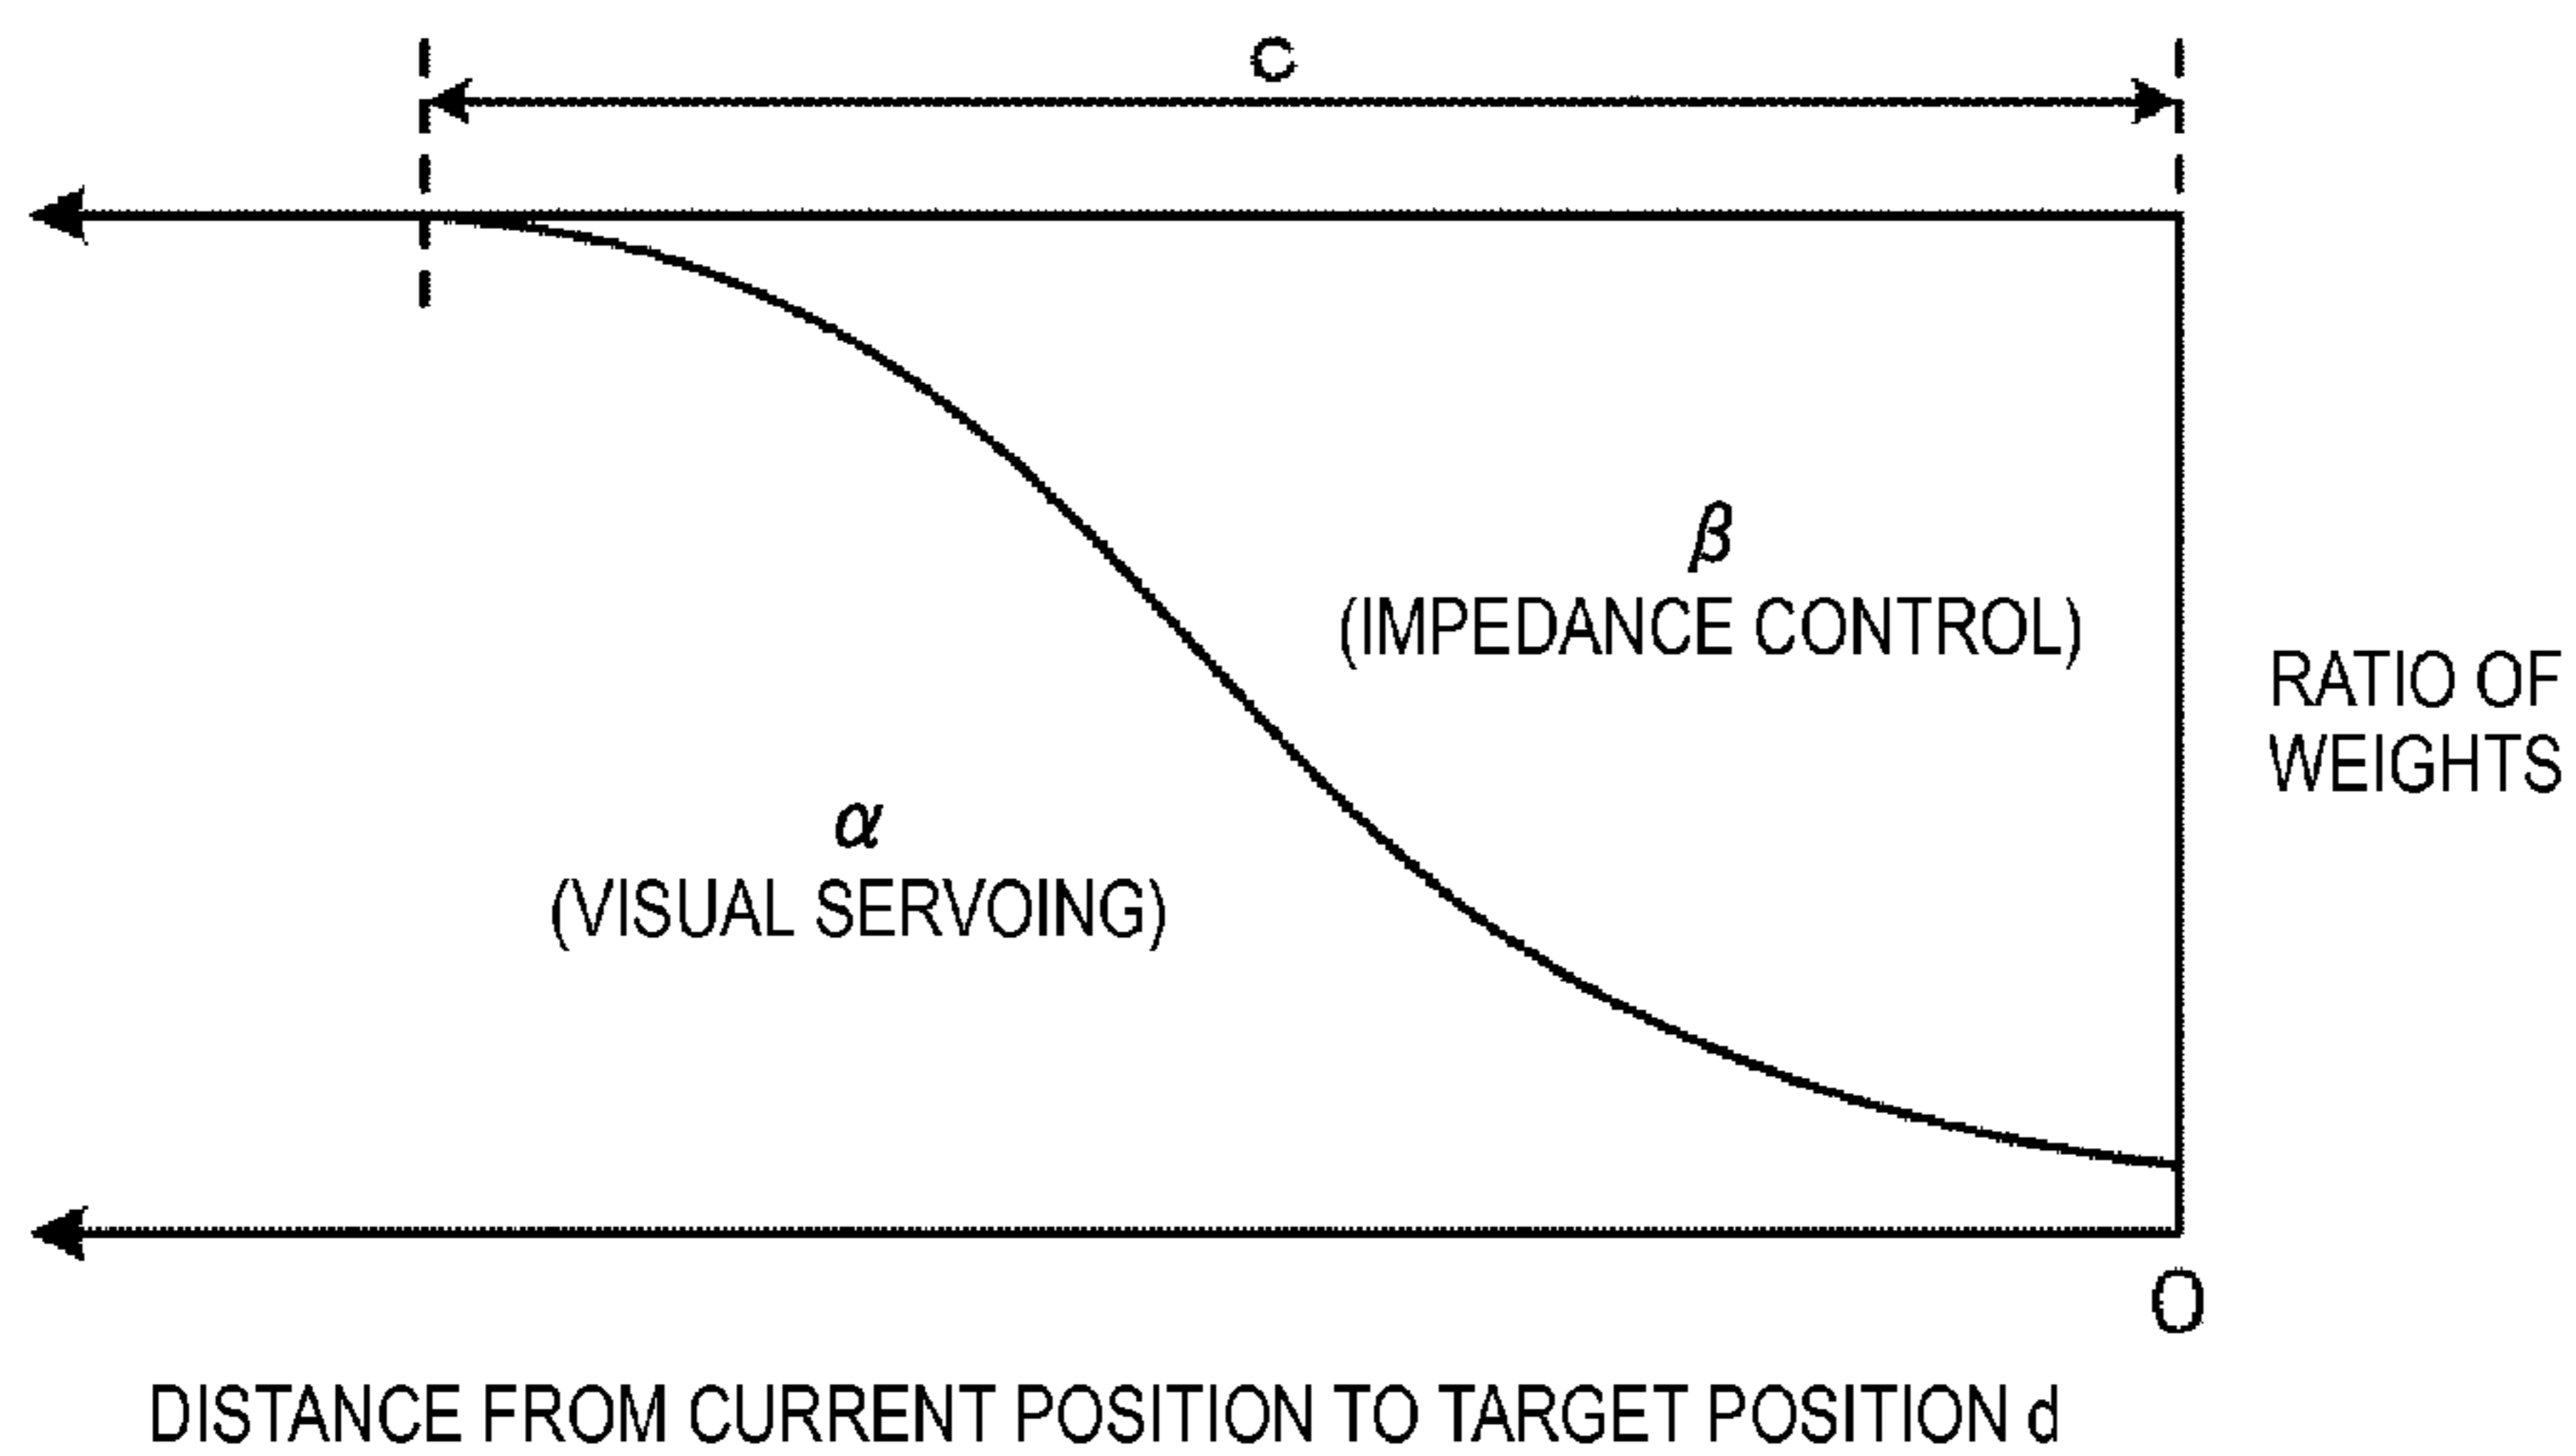 C
β
(IMPEDANCE CONTROL)
RATIO OF
WEIGHTS
α
(VISUAL SERVOING)
O
DISTANCE FROM CURRENT POSITION TO TARGET POSITION d